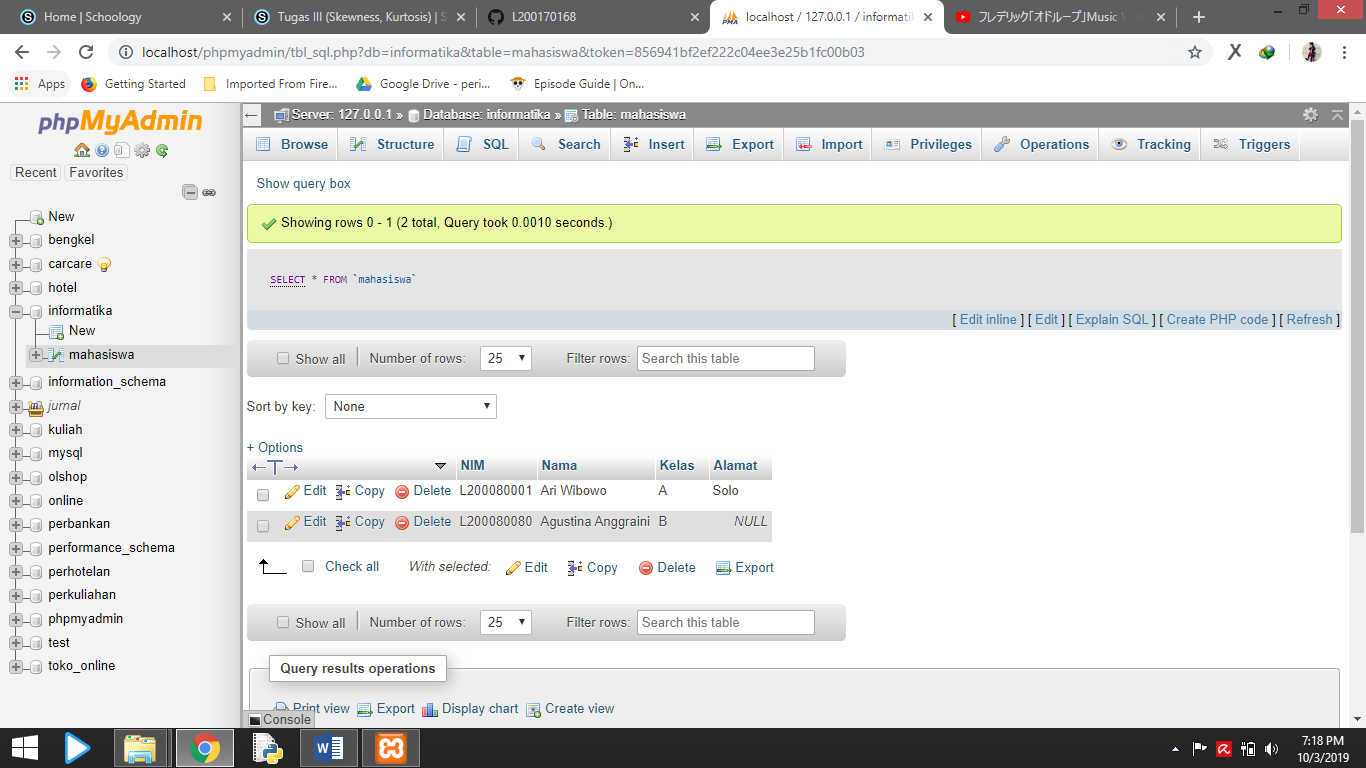 Home | Schoology
Tugas III (Skewness, Kurtosis) | S
L200170168
localhost / 127.0.0.1 / informatik
フレデリック「オドループ」Music
localhost/phpmyadmin/tbl_sql.php?db=informatika&table=mahasiswa&token=856941bf2ef222c04ee3e25b1fc00b03
Apps
Getting Started
Imported From Fire...
Google Drive - peri...
Episode Guide | On...
phpMyAdmin
Recent
Favorites
New
bengkel
carcare
hotel
informatika
New
mahasiswa
information_schema
jurnal
kuliah
mysql
olshop
online
perbankan
performance_schema
perhotelan
perkuliahan
phpmyadmin
test
toko_online
Server: 127.0.0.1 » Database: informatika » Table: mahasiswa
Browse Structure SQL Search Insert Export Import Privileges Operations Tracking Triggers
Show query box
Showing rows 0 - 1 (2 total, Query took 0.0010 seconds.)
SELECT * FROM `mahasiswa`
[ Edit inline ] [ Edit ] [ Explain SQL ] [ Create PHP code ] [ Refresh ]
Show all | Number of rows: 25 Filter rows: Search this table
Sort by key: None
+ Options
←T→ NIM Nama Kelas Alamat
Edit Copy Delete L200080001 Ari Wibowo A Solo
Edit Copy Delete L200080080 Agustina Anggraini B NULL
Check all With selected: Edit Copy Delete Export
Show all | Number of rows: 25 Filter rows: Search this table
Query results operations
Print view Export Display chart Create view
Console
7:18 PM
10/3/2019